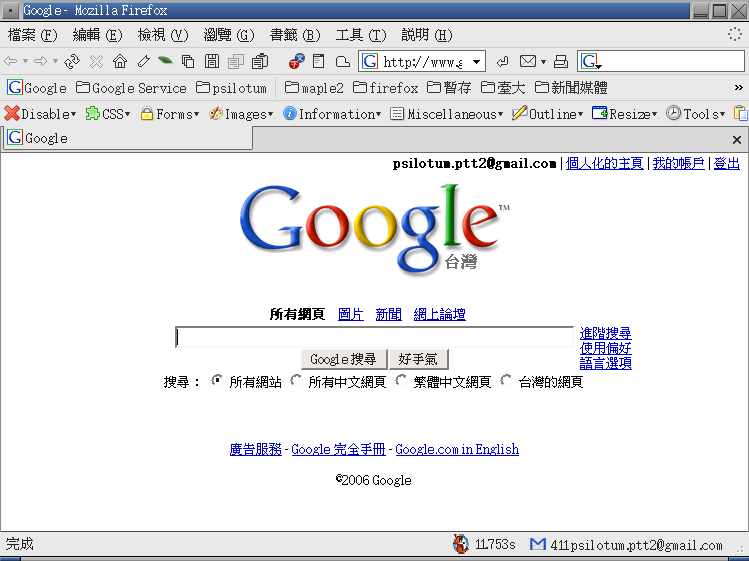 Google - Mozilla Firefox
檔案 (F) 編輯 (E) 檢視 (V) 瀏覽 (G) 書籤 (B) 工具 (T) 說明 (H)
http://www.g
Google Google Service psilotum maple2 firefox 暫存 臺大 新聞媒體 »
Disable CSS Forms Images Information Miscellaneous Outline Resize Tools
Google
psilotum.ptt2@gmail.com | 個人化的主頁 | 我的帳戶 | 登出
Google™
台灣
所有網頁 圖片 新聞 網上論壇
進階搜尋
使用偏好
語言選項
Google 搜尋 好手氣
搜尋： 所有網站 所有中文網頁 繁體中文網頁 台灣的網頁
廣告服務 - Google 完全手冊 - Google.com in English
©2006 Google
完成 11.753s 411psilotum.ptt2@gmail.com